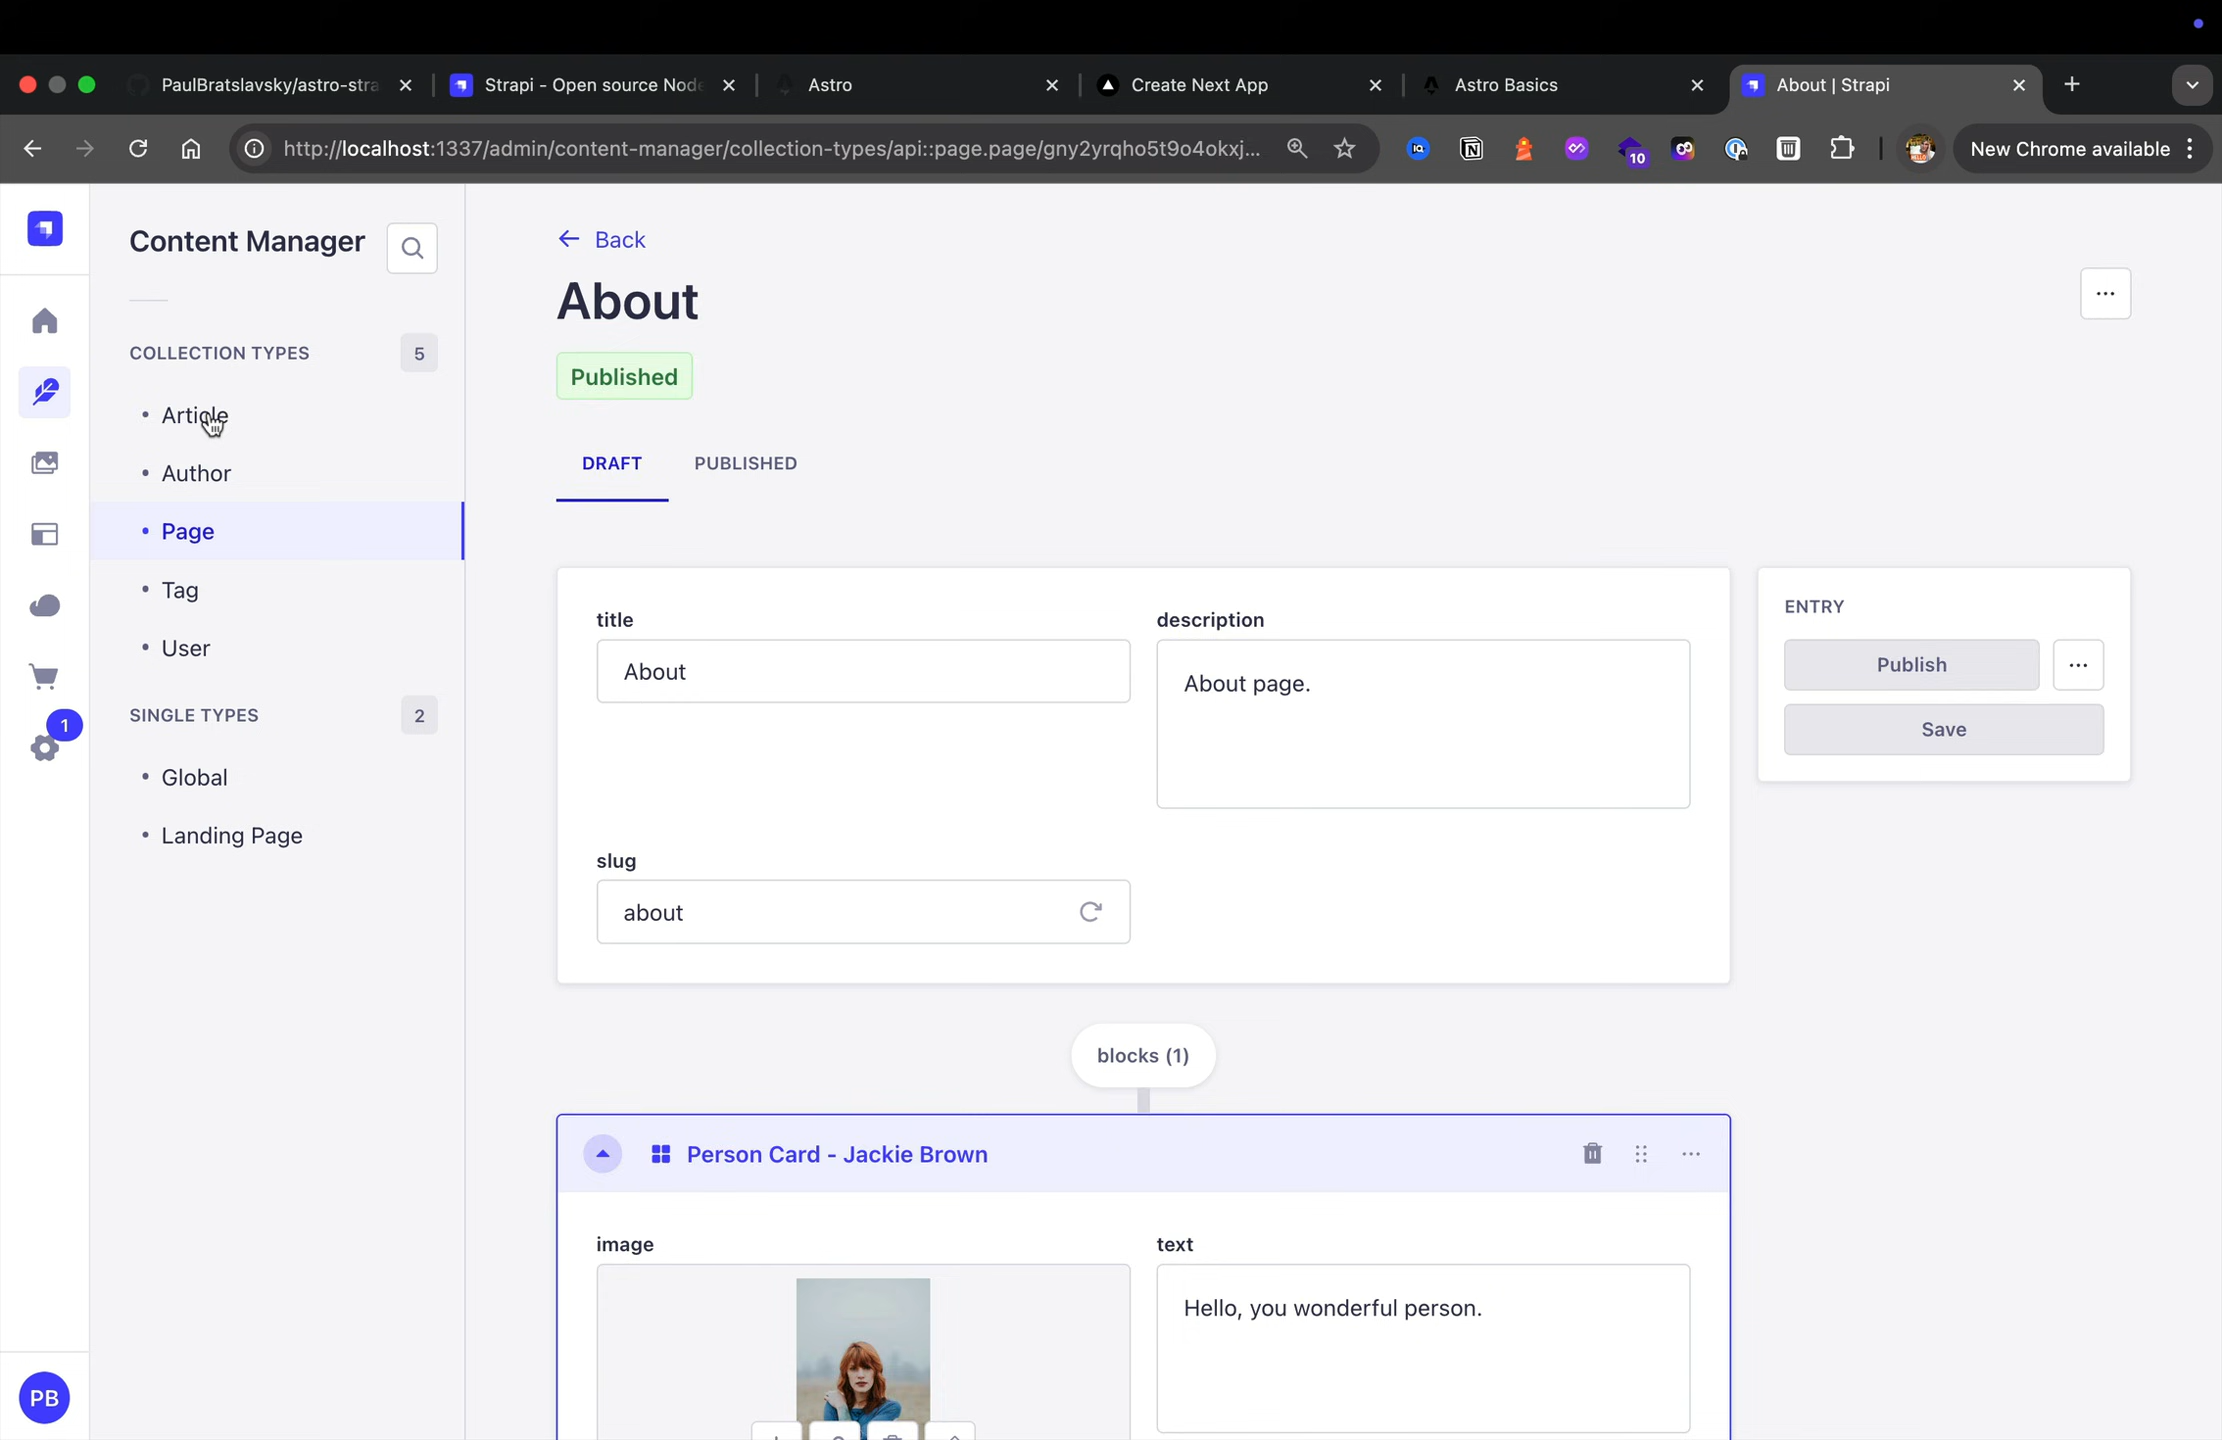 PaulBratslavsky/astro-stra
Strapi - Open source Node
Astro
Create Next App
Astro Basics
About | Strapi
http://localhost:1337/admin/content-manager/collection-types/api::page.page/gny2yrqho5t9o4okxj...
10
New Chrome available
Content Manager
COLLECTION TYPES
5
Article
Author
Page
Tag
User
SINGLE TYPES
2
Global
Landing Page
1
PB
Back
About
Published
DRAFT
PUBLISHED
title
About
description
About page.
slug
about
ENTRY
Publish
Save
blocks (1)
Person Card - Jackie Brown
image
text
Hello, you wonderful person.